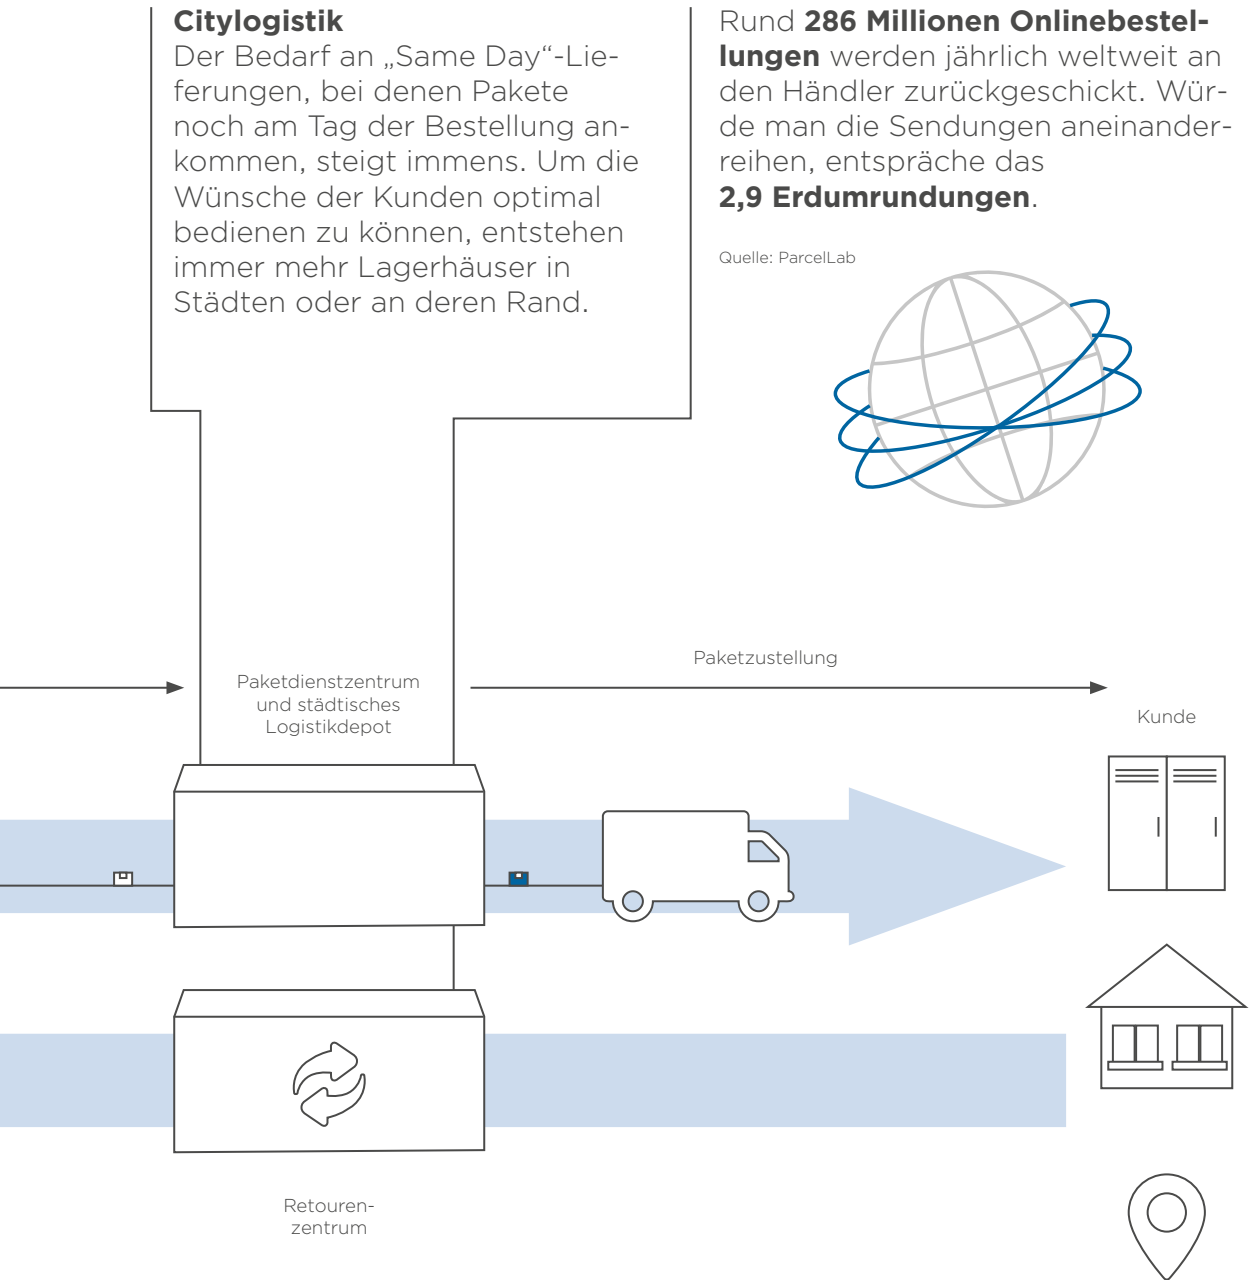 Citylogistik
Der Bedarf an „Same Day“-Lie-
ferungen, bei denen Pakete
noch am Tag der Bestellung an-
kommen, steigt immens. Um die
Wünsche der Kunden optimal
bedienen zu können, entstehen
immer mehr Lagerhäuser in
Städten oder an deren Rand.
Rund 286 Millionen Onlinebestel-
lungen werden jährlich weltweit an
den Händler zurückgeschickt. Wür-
de man die Sendungen aneinander-
reihen, entspräche das
2,9 Erdumrundungen.
Quelle: ParcelLab
Paketdienstzentrum
und städtisches
Logistikdepot
Paketzustellung
Kunde
Retouren-
zentrum